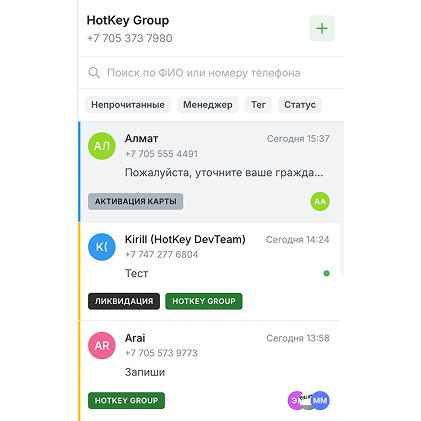 HotKey Group
+7 705 373 7980
Поиск по ФИО или номеру телефона
Непрочитанные Менеджер Тег Статус
АЛ Алмат Сегодня 15:37
+7 705 555 4491
Пожалуйста, уточните ваше гражда...
АКТИВАЦИЯ КАРТЫ АА
K( Kirill (HotKey DevTeam) Сегодня 14:24
+7 747 277 6804
Тест
ЛИКВИДАЦИЯ HOTKEY GROUP
AR Arai Сегодня 13:58
+7 705 573 9773
Запиши
HOTKEY GROUP ММ